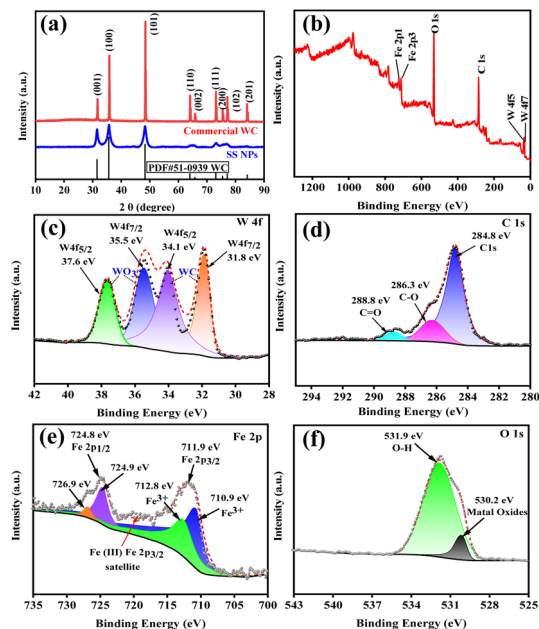 (a)
(001)
(100)
(101)
(110)
(002)
(111)
(200)
(102)
(201)
Commercial WC
SS NPs
PDF#51-0939 WC
Intensity (a.u.)
10 20 30 40 50 60 70 80 90
2 θ (degree)
(b)
Fe 2p1
Fe 2p3
O 1s
C 1s
W 4f5
W 4f7
Intensity (a.u.)
1200 1000 800 600 400 200 0
Binding Energy (eV)
(c)
W 4f
W4f5/2
37.6 eV
W4f7/2
35.5 eV
W4f5/2
34.1 eV
W4f7/2
31.8 eV
WO3
WC
Intensity (a.u.)
42 40 38 36 34 32 30 28
Binding Energy (eV)
(d)
C 1s
284.8 eV
C1s
286.3 eV
C-O
288.8 eV
C=O
Intensity (a.u.)
294 292 290 288 286 284 282 280
Binding Energy (eV)
(e)
Fe 2p
724.8 eV
Fe 2p1/2
726.9 eV
724.9 eV
711.9 eV
Fe 2p3/2
712.8 eV
Fe3+
710.9 eV
Fe3+
Fe (III) Fe 2p3/2
satellite
Intensity (a.u.)
735 730 725 720 715 710 705 700
Binding Energy (eV)
(f)
O 1s
531.9 eV
O-H
530.2 eV
Matal Oxides
Intensity (a.u.)
543 540 537 534 531 528 525
Binding Energy (eV)